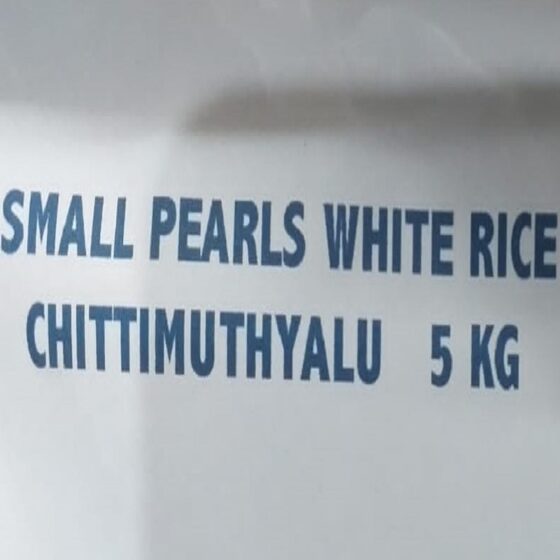 SMALL PEARLS WHITE RICE
CHITTIMUTHYALU 5 KG